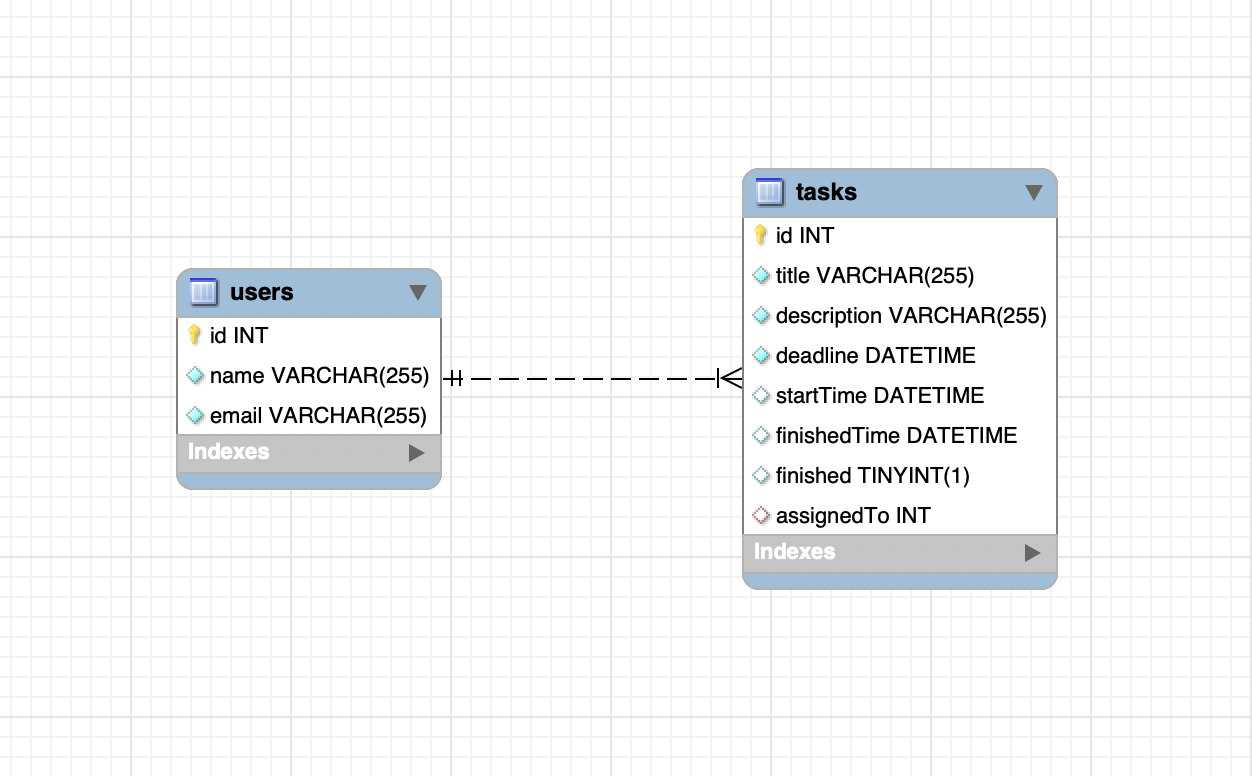 users
id INT
name VARCHAR(255)
email VARCHAR(255)
Indexes
tasks
id INT
title VARCHAR(255)
description VARCHAR(255)
deadline DATETIME
startTime DATETIME
finishedTime DATETIME
finished TINYINT(1)
assignedTo INT
Indexes